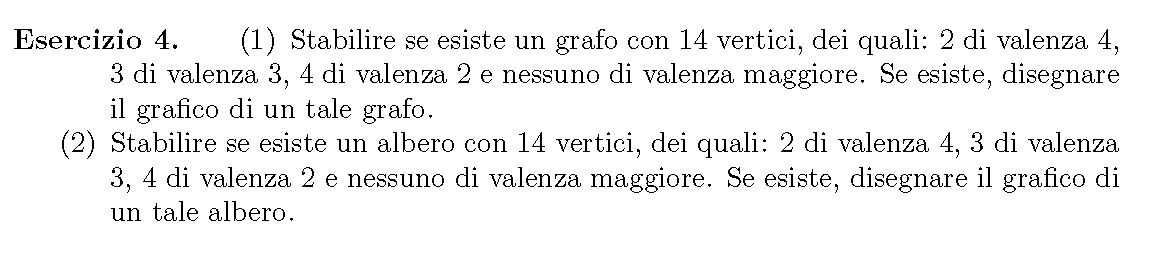 Esercizio 4. (1) Stabilire se esiste un grafo con 14 vertici, dei quali: 2 di valenza 4,
3 di valenza 3, 4 di valenza 2 e nessuno di valenza maggiore. Se esiste, disegnare
il grafico di un tale grafo.
(2) Stabilire se esiste un albero con 14 vertici, dei quali: 2 di valenza 4, 3 di valenza
3, 4 di valenza 2 e nessuno di valenza maggiore. Se esiste, disegnare il grafico di
un tale albero.